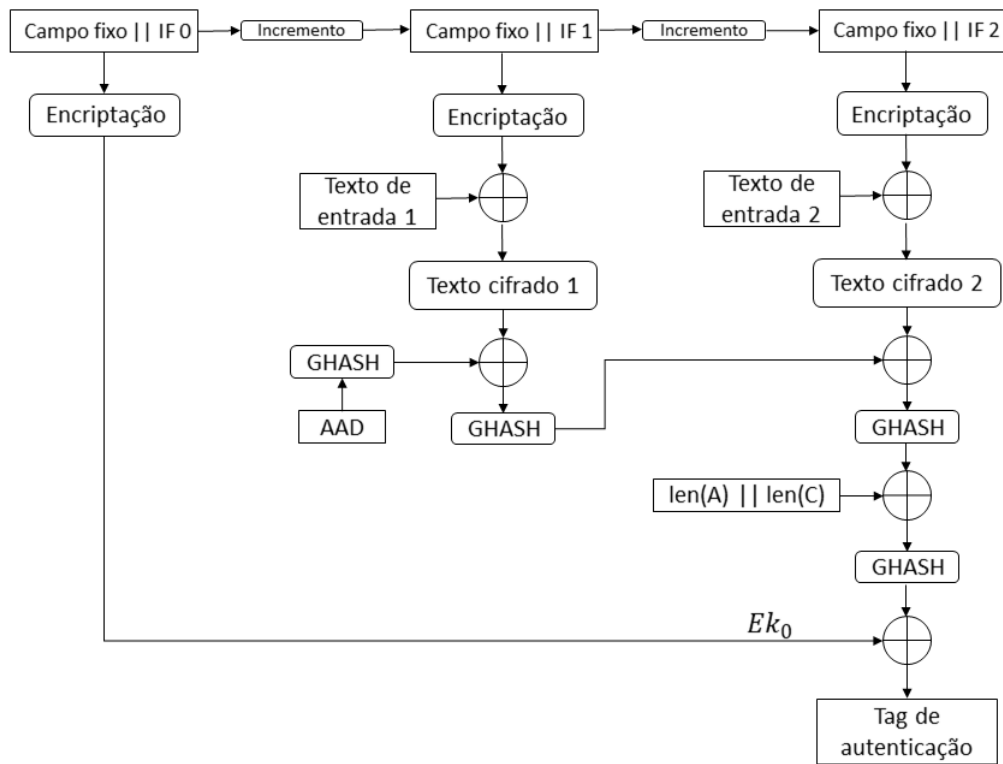 Campo fixo || IF 0
Incremento
Campo fixo || IF 1
Incremento
Campo fixo || IF 2
Encriptação
Encriptação
Encriptação
Texto de
entrada 1
Texto de
entrada 2
Texto cifrado 1
Texto cifrado 2
GHASH
AAD
GHASH
GHASH
len(A) || len(C)
GHASH
Ek₀
Tag de
autenticação